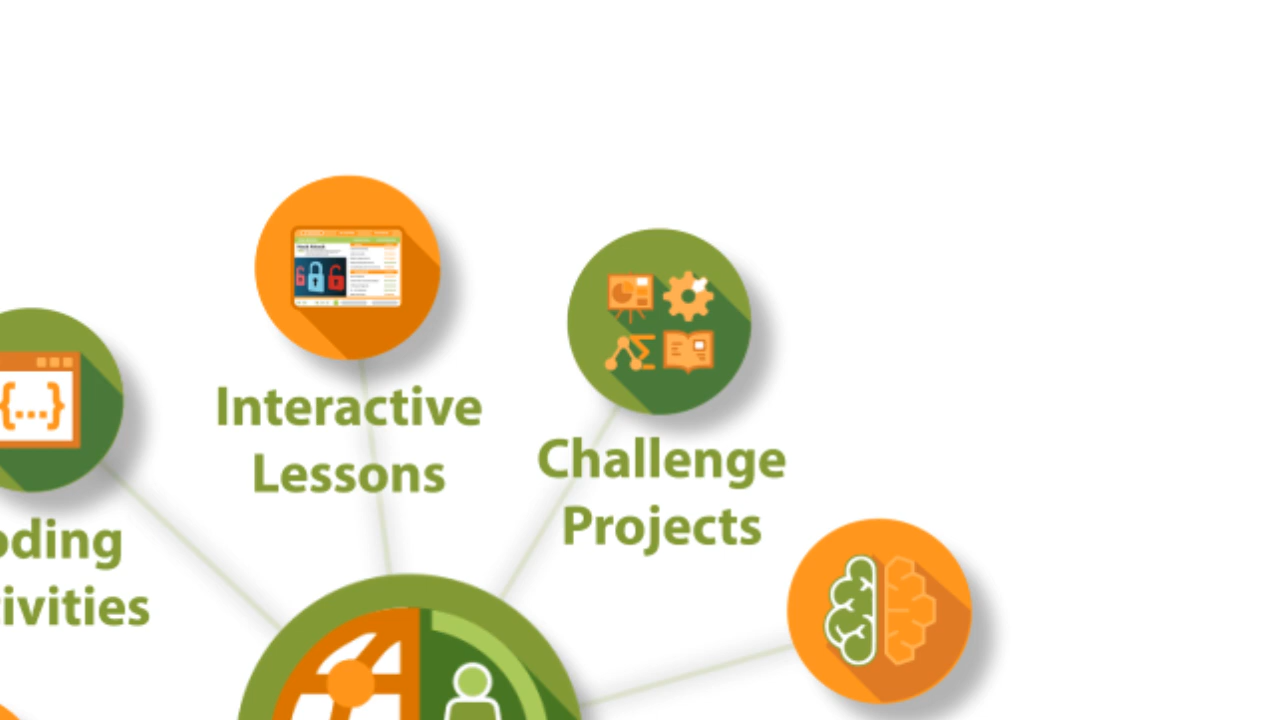 {...}
Interactive
Lessons
Challenge
Projects
oding
ivities